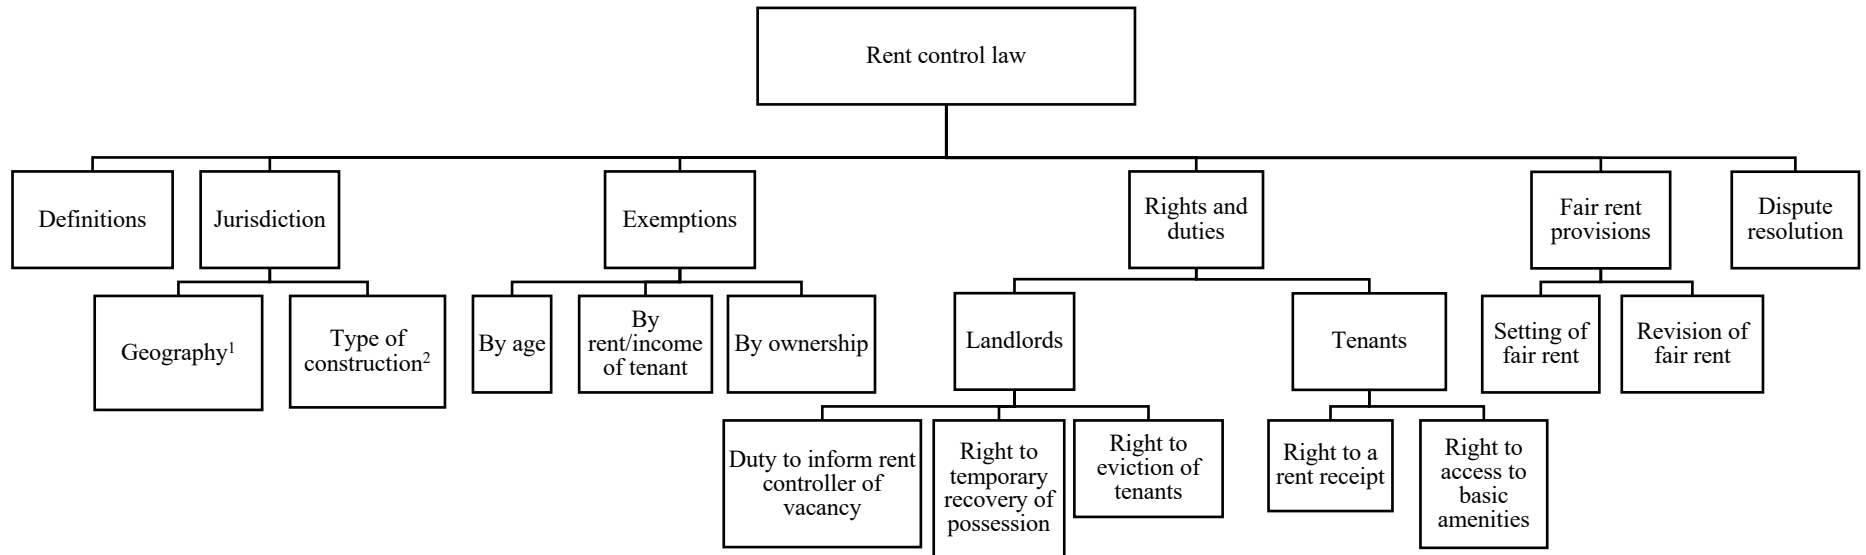 Rent control law
Definitions
Jurisdiction
Exemptions
Rights and
duties
Fair rent
provisions
Dispute
resolution
Geography¹
Type of
construction²
By age
By
rent/income
of tenant
By ownership
Landlords
Tenants
Setting of
fair rent
Revision of
fair rent
Duty to inform rent
controller of
vacancy
Right to
temporary
recovery of
possession
Right to
eviction of
tenants
Right to a
rent receipt
Right to
access to
basic
amenities